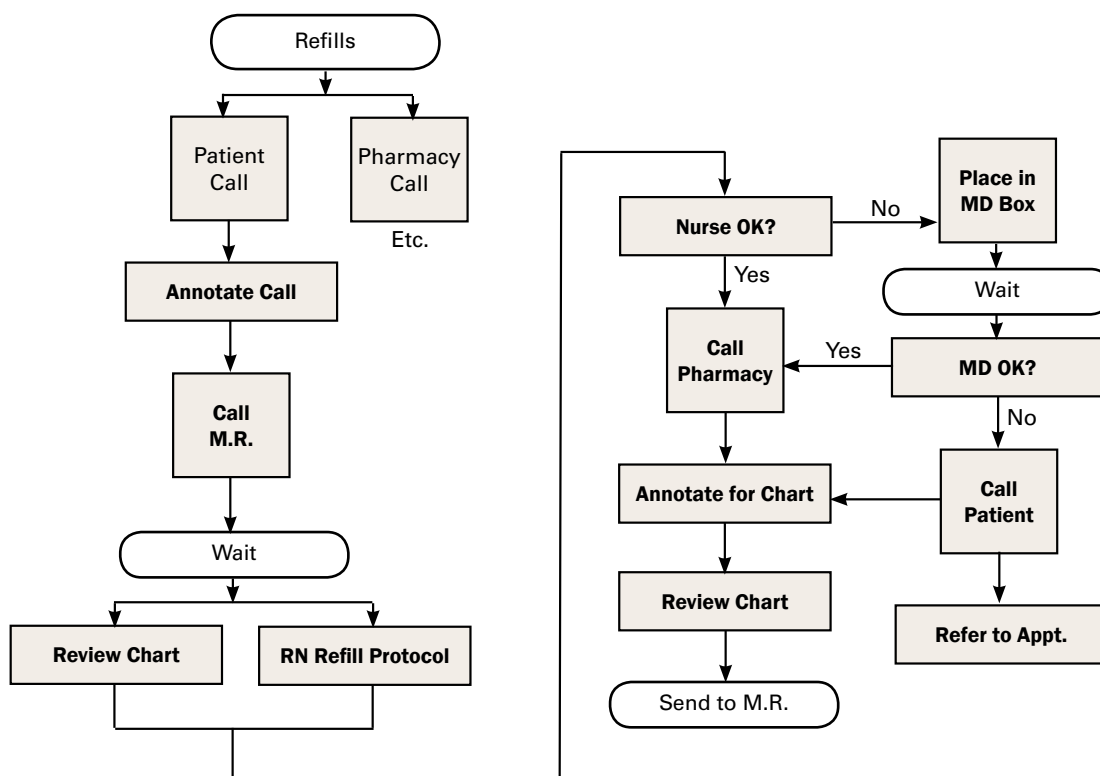 Refills
Patient
Call
Pharmacy
Call
Etc.
Annotate Call
Call
M.R.
Wait
Review Chart
RN Refill Protocol
Nurse OK?
No
Place in
MD Box
Yes
Wait
Call
Pharmacy
Yes
MD OK?
No
Annotate for Chart
Call
Patient
Review Chart
Refer to Appt.
Send to M.R.